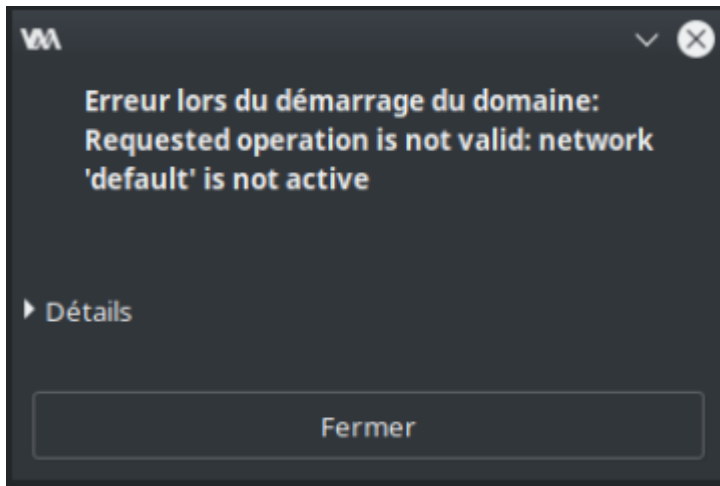 Erreur lors du démarrage du domaine:
Requested operation is not valid: network
'default' is not active
Détails
Fermer